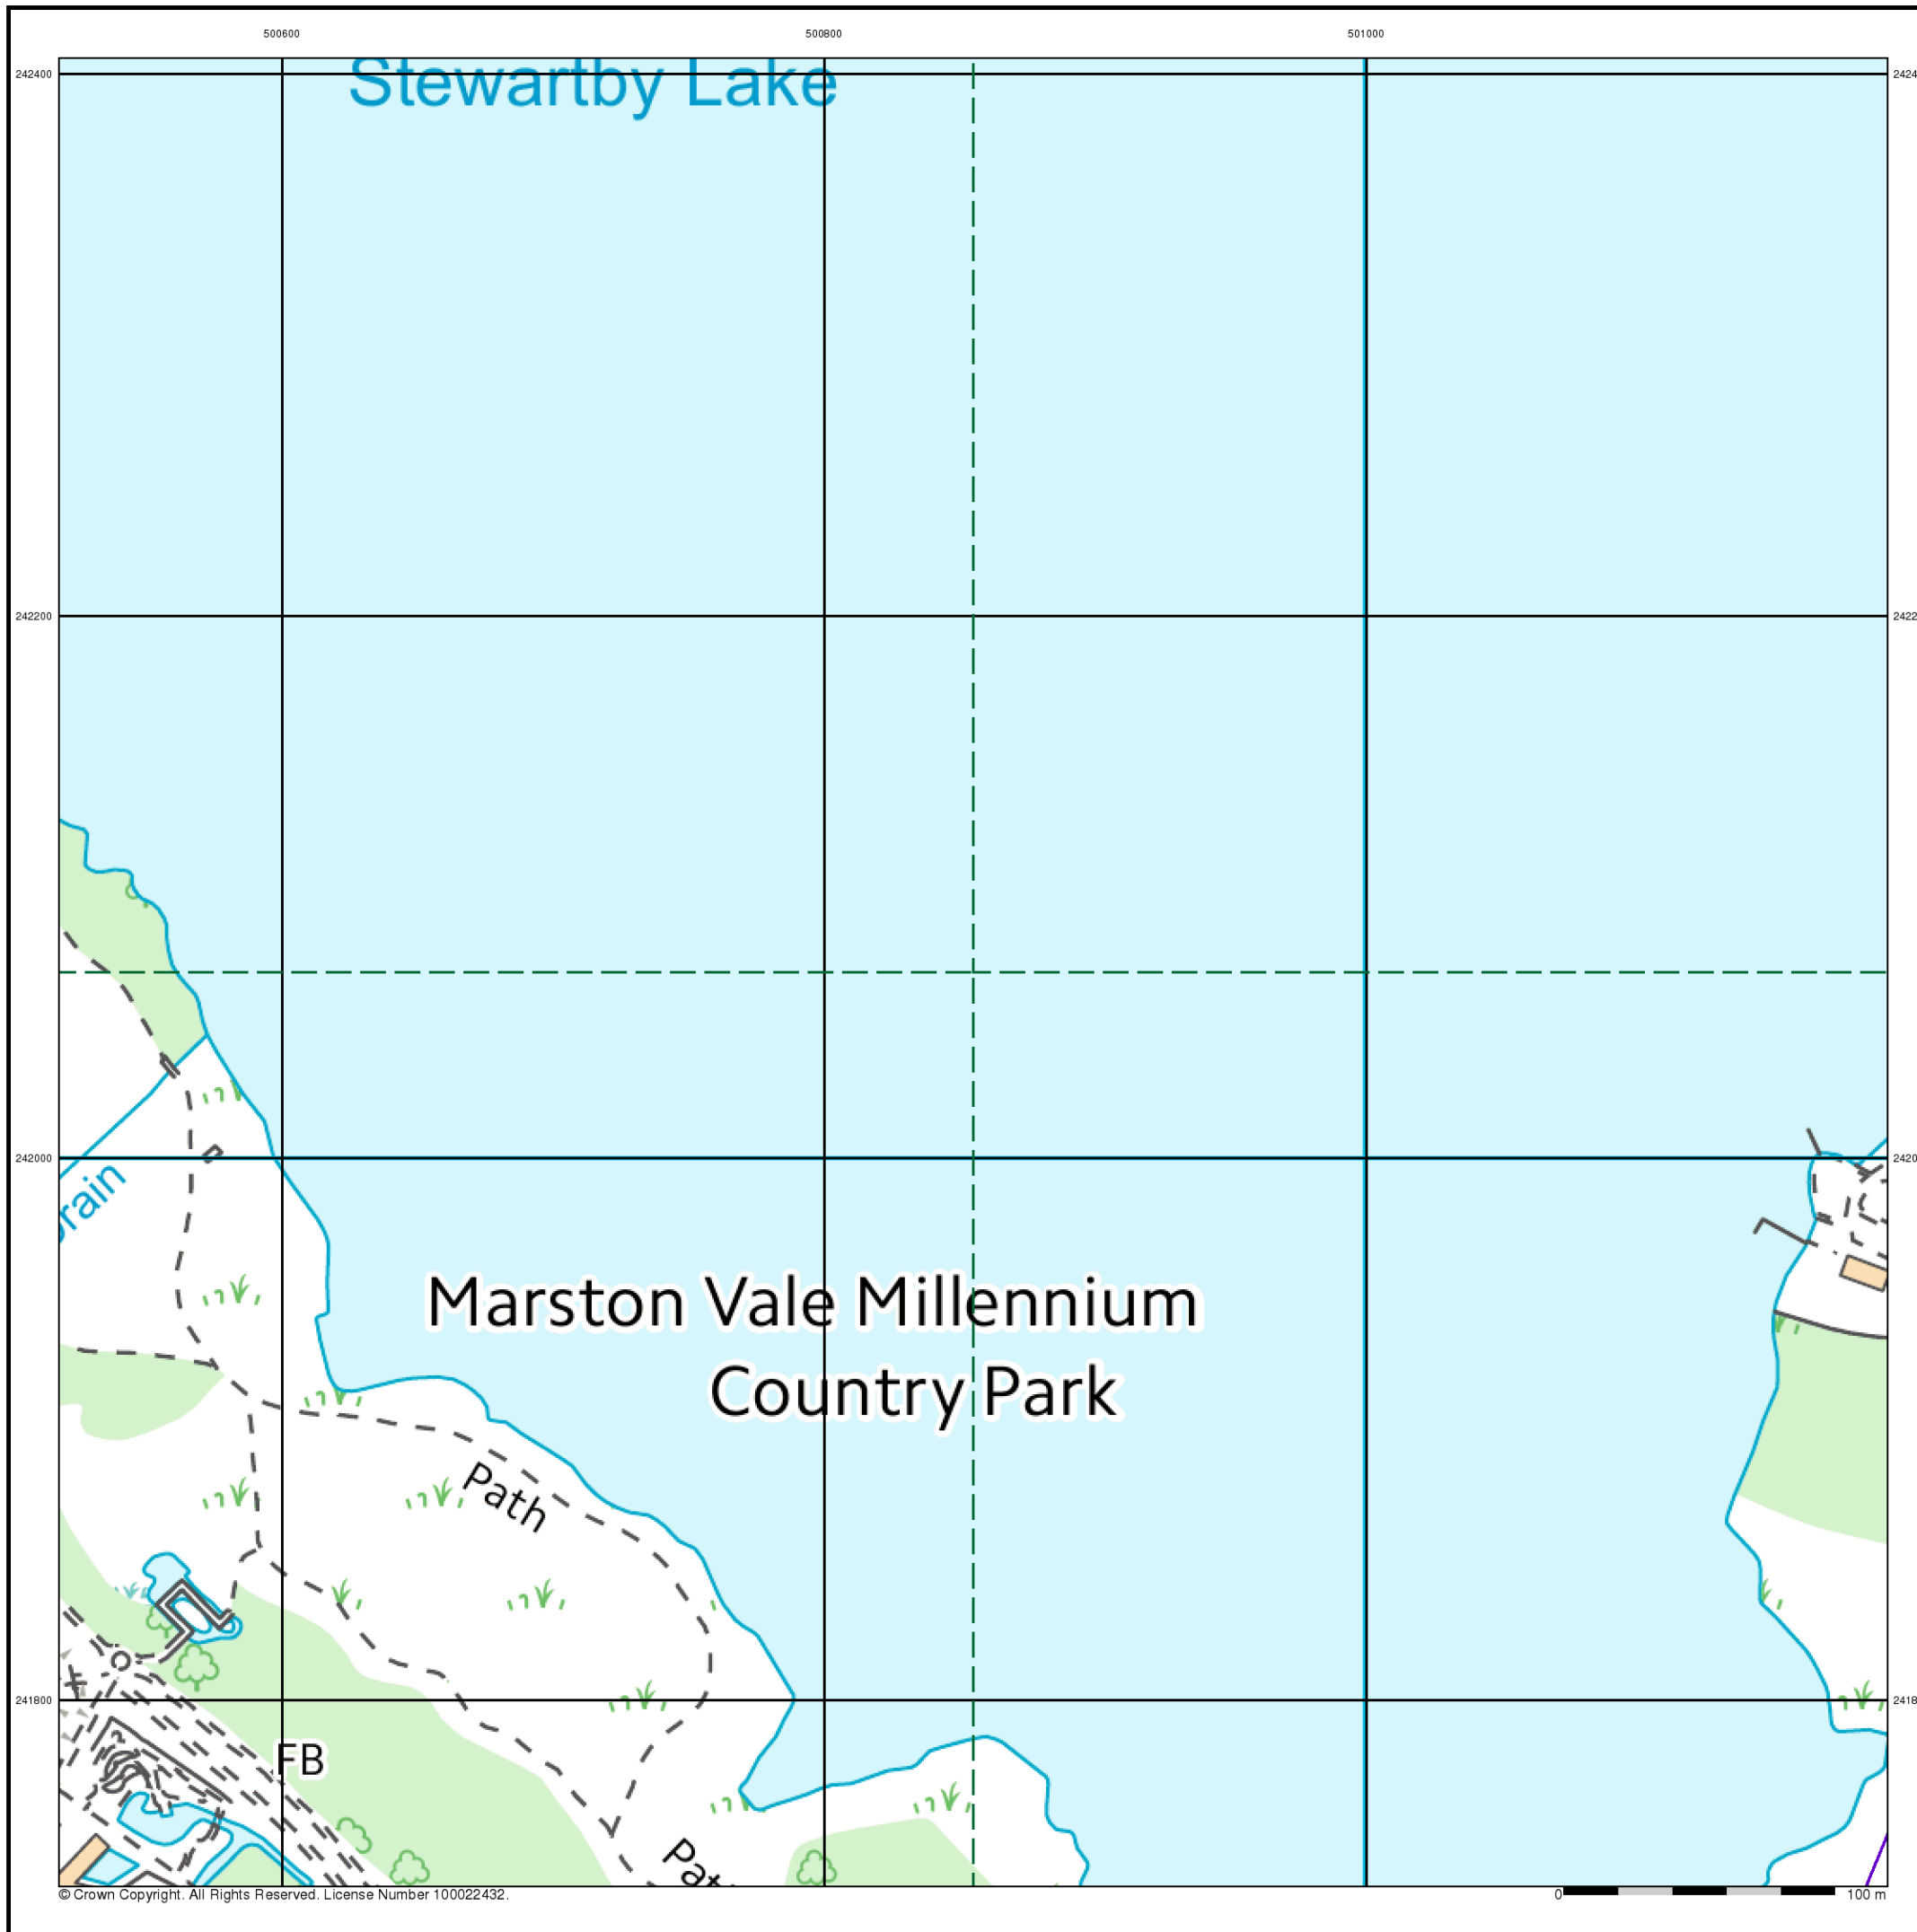 500600 500800 501000
242400
Stewartby Lake
242200
242000
Marston Vale Millennium
Country Park
Path
241800
FB
© Crown Copyright. All Rights Reserved. License Number 100022432.
0 100 m